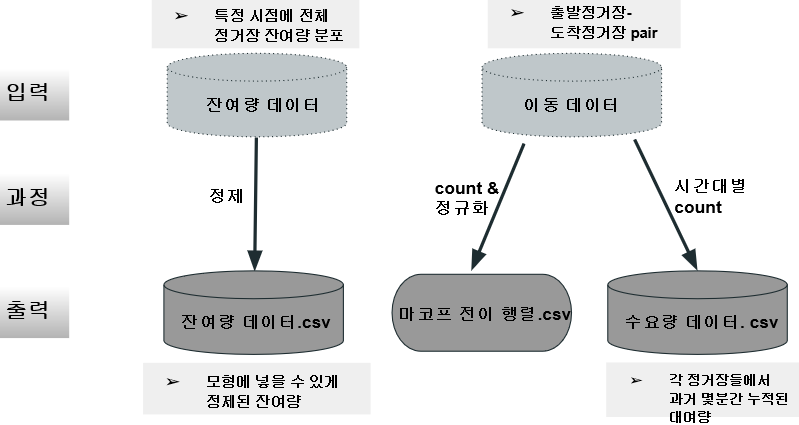 ➢ 특정 시점에 전체
정거장 잔여량 분포
➢ 출발정거장-
도착정거장 pair
입력
잔여량 데이터
이동 데이터
과정
정제
count &
정규화
시간대별
count
출력
잔여량 데이터.csv
마코프 전이 행렬.csv
수요량 데이터. csv
➢ 모형에 넣을 수 있게
정제된 잔여량
➢ 각 정거장들에서
과거 몇분간 누적된
대여량